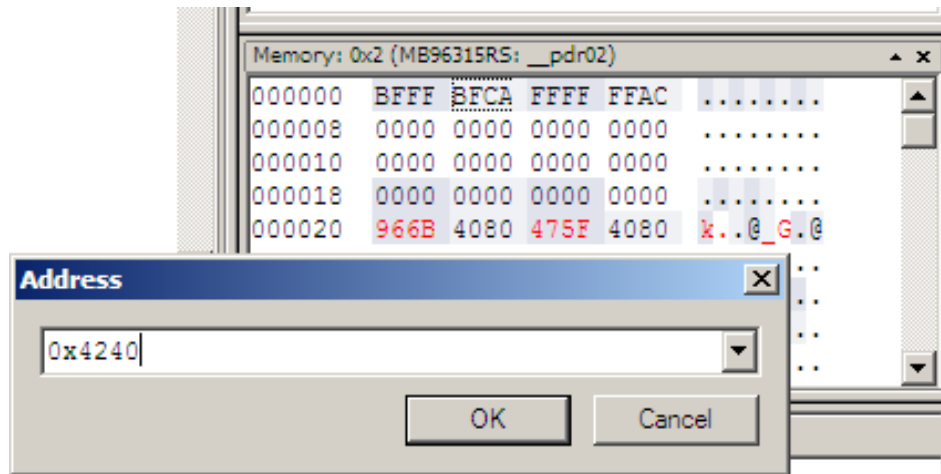 Memory: 0x2 (MB96315RS: __pdr02)
000000 BFFF BFCA FFFF FFAC ........
000008 0000 0000 0000 0000 ........
000010 0000 0000 0000 0000 ........
000018 0000 0000 0000 0000 ........
000020 966B 4080 475F 4080 k..@_G.@
..
..
..
..
Address
0x4240
OK Cancel